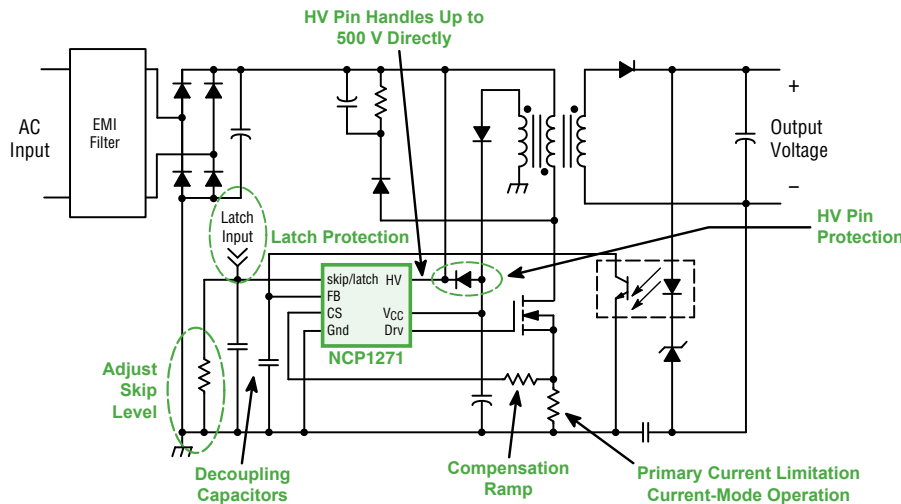 HV Pin Handles Up to
500 V Directly
AC
Input
EMI
Filter
+
Output
Voltage
–
Latch
Input
Latch Protection
HV Pin
Protection
skip/latch HV
FB
CS VCC
Gnd Drv
NCP1271
Adjust
Skip
Level
Decoupling
Capacitors
Compensation
Ramp
Primary Current Limitation
Current-Mode Operation